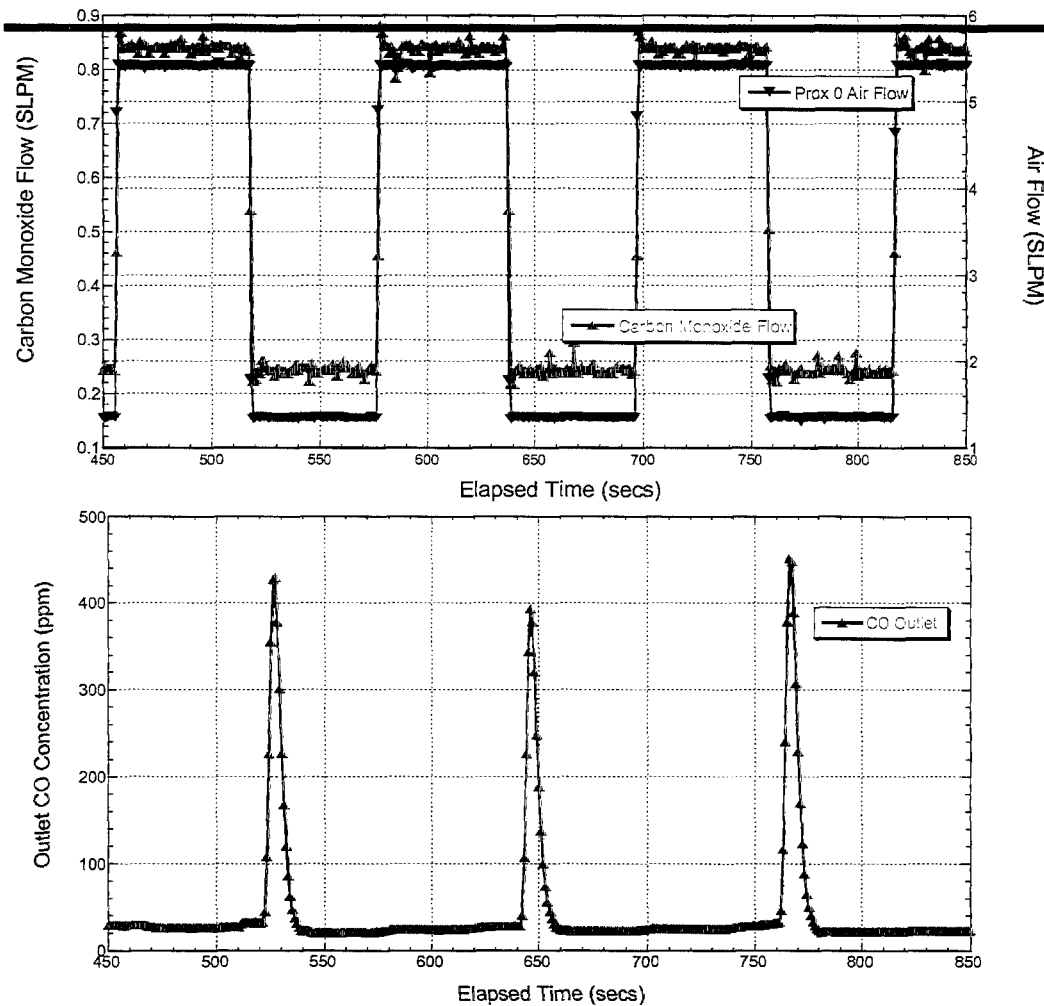 0.9
0.8
0.7
0.6
0.5
0.4
0.3
0.2
0.1
Carbon Monoxide Flow (SLPM)
6
5
4
3
2
1
Air Flow (SLPM)
Prox 0 Air Flow
Carbon Monoxide Flow
450 500 550 600 650 700 750 800 850
Elapsed Time (secs)
500
400
300
200
100
0
Outlet CO Concentration (ppm)
CO Outlet
450 500 550 600 650 700 750 800 850
Elapsed Time (secs)